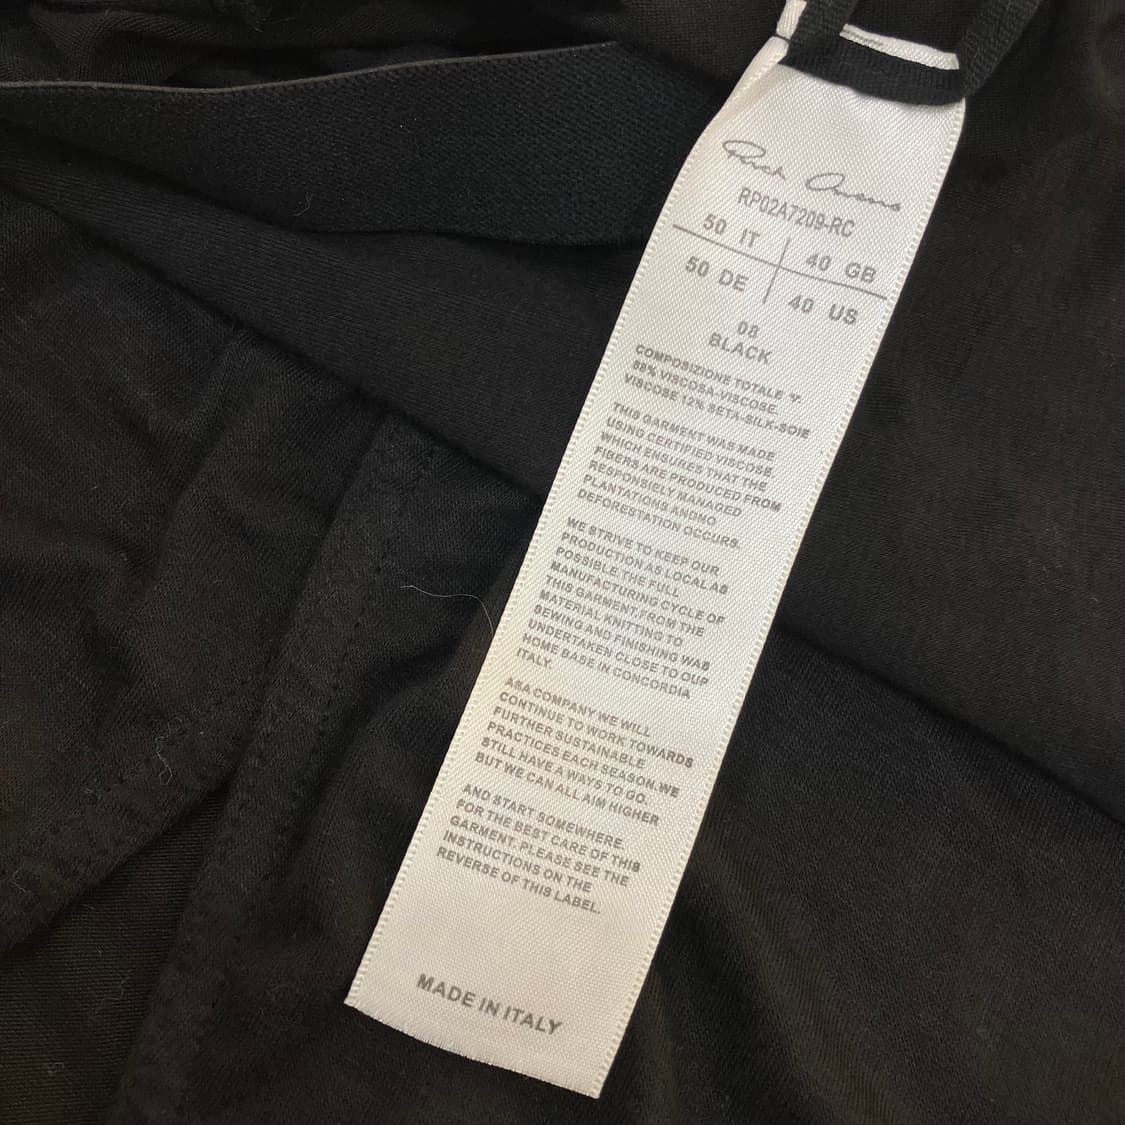 Rick Owens
RP02A7209-RC
50 IT 40 GB
50 DE 40 US
08
BLACK
COMPOSIZIONE TOTALE "I"
88% VISCOSA-VISCOSE
VISCOSE 12% SETA-SILK-SOIE
THIS GARMENT WAS MADE
USING CERTIFIED VISCOSE,
WHICH ENSURES THAT THE
FIBERS ARE PRODUCED FROM
RESPONSIELY MANAGED
PLANTATIONS ANDNO
DEFORESTATION OCCURS.
WE STRIVE TO KEEP OUR
PRODUCTION AS LOCAL AS
POSSIBLE.THE FULL
MANUFACTURING CYCLE OF
THIS GARMENT,FROM THE
MATERIAL KNITTING TO
SEWING AND FINISHING WAS
UNDERTAKEN CLOSE TO OUP
HOME BASE IN CONCORDIA
ITALY.
ASA COMPANY WE WILL
CONTINUE TO WORK TOWARDS
FURTHER SUSTAINABLE
PRACTICES EACH SEASON.WE
STILL HAVE A WAYS TO GO.
BUT WE CAN ALL AIM HIGHER
AND START SOMEWHERE
FOR THE BEST CARE OF THIS
GARMENT. PLEASE SEE THE
INSTRUCTIONS ON THE
REVERSE OF THIS LABEL.
MADE IN ITALY